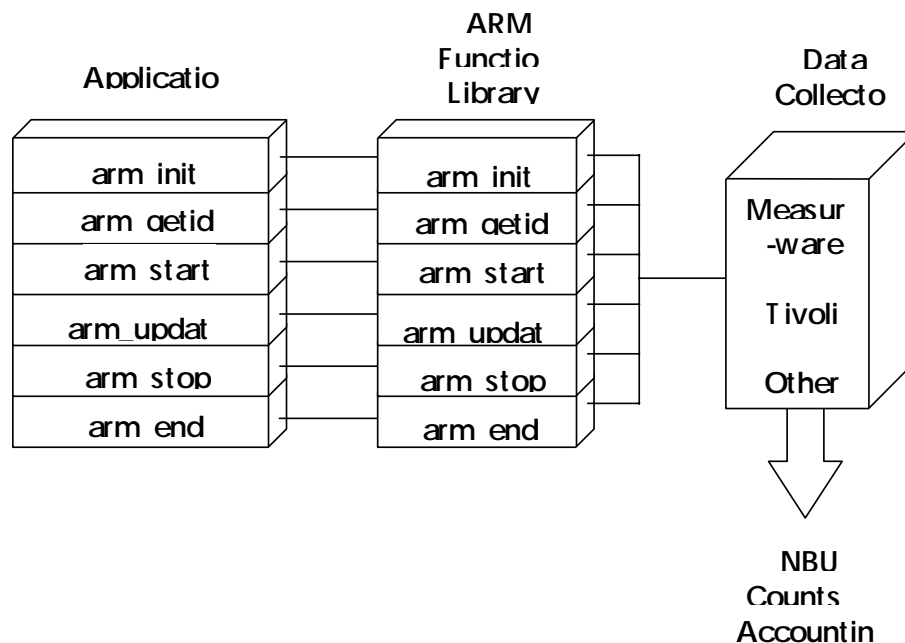 Applicatio
arm init
arm getid
arm start
arm_updat
arm stop
arm end
ARM
Functio
Library
arm init
arm getid
arm start
arm updat
arm stop
arm end
Data
Collecto
Measur
-ware
Tivoli
Other
NBU
Counts
Accountin